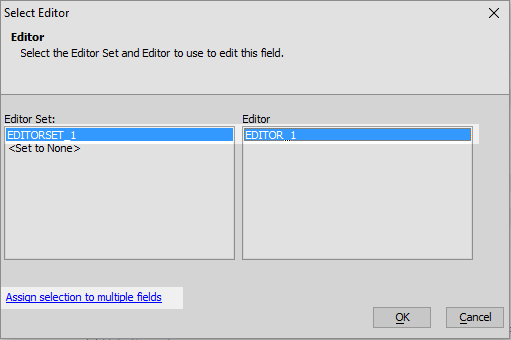 Select Editor
Editor
Select the Editor Set and Editor to use to edit this field.
Editor Set:
Editor
EDITORSET_1
EDITOR_1
<Set to None>
Assign selection to multiple fields
OK
Cancel